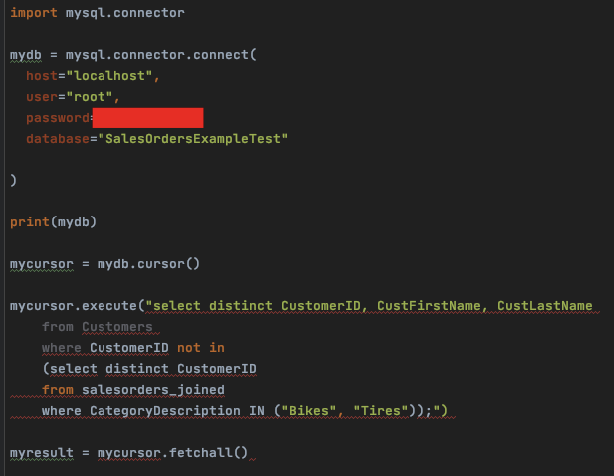 import mysql.connector
mydb = mysql.connector.connect(
host="localhost",
user="root",
password=
database="SalesOrdersExampleTest"
)
print(mydb)
mycursor = mydb.cursor()
mycursor.execute("select distinct CustomerID, CustFirstName, CustLastName
from Customers
where CustomerID not in
(select distinct CustomerID
from salesorders_joined
where CategoryDescription IN ("Bikes", "Tires"));")
myresult = mycursor.fetchall()